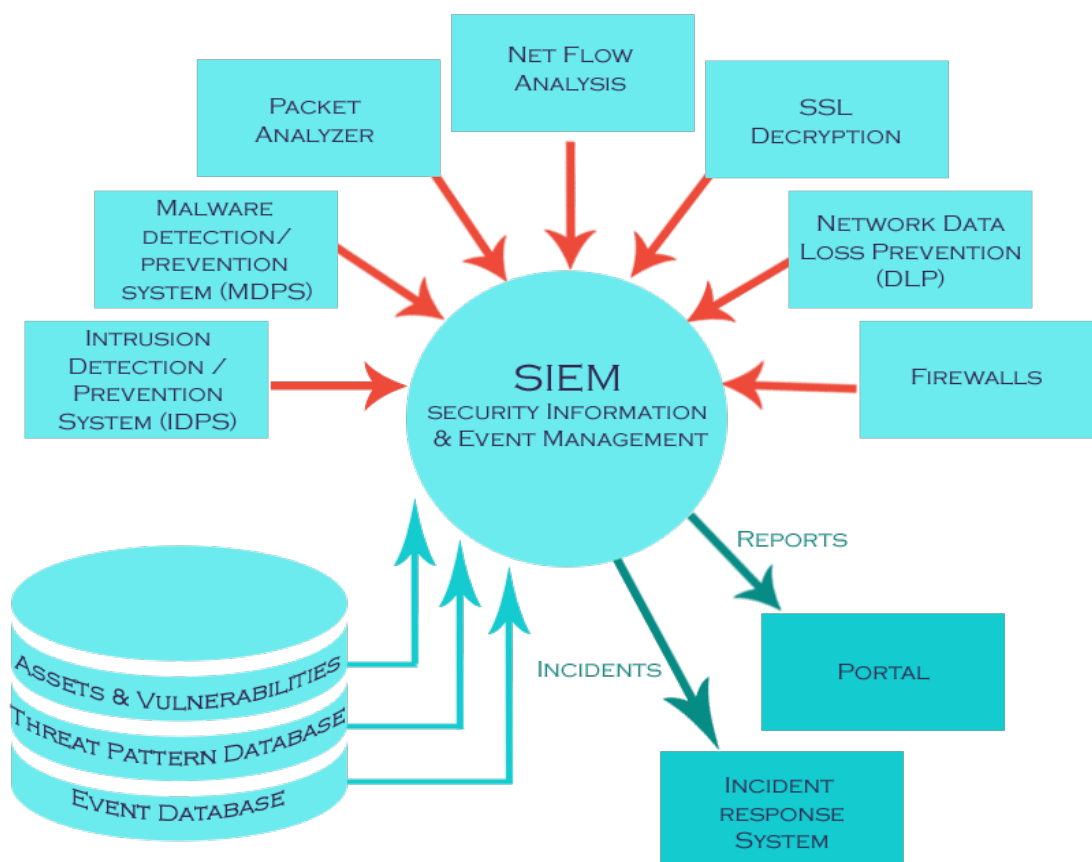 Net Flow
Analysis
Packet
Analyzer
SSL
Decryption
Malware
detection/
prevention
system (MDPS)
Network Data
Loss Prevention
(DLP)
Intrusion
Detection /
Prevention
System (IDPS)
Firewalls
SIEM
security Information
& Event Management
Reports
Incidents
Portal
Assets & Vulnerabilities
Threat Pattern Database
Event Database
Incident
response
System